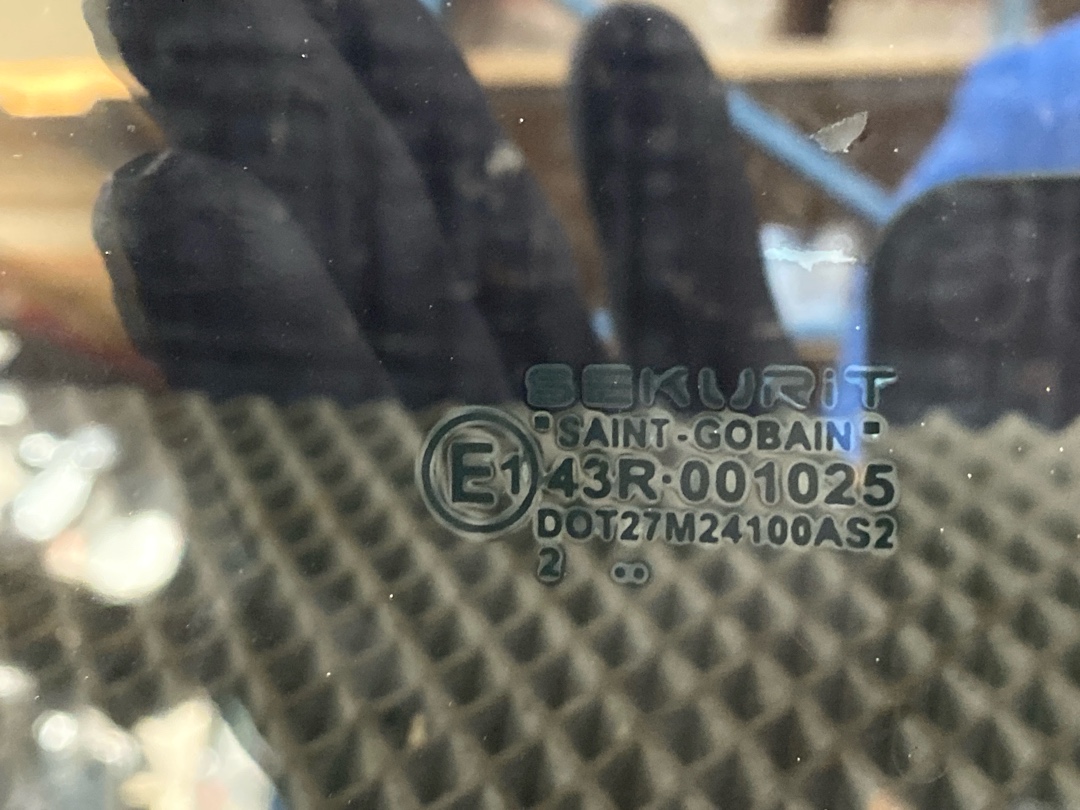 SEKURiT
"SAINT-GOBAIN"
E1 43R·001025
DOT27M24100AS2
2 ∞